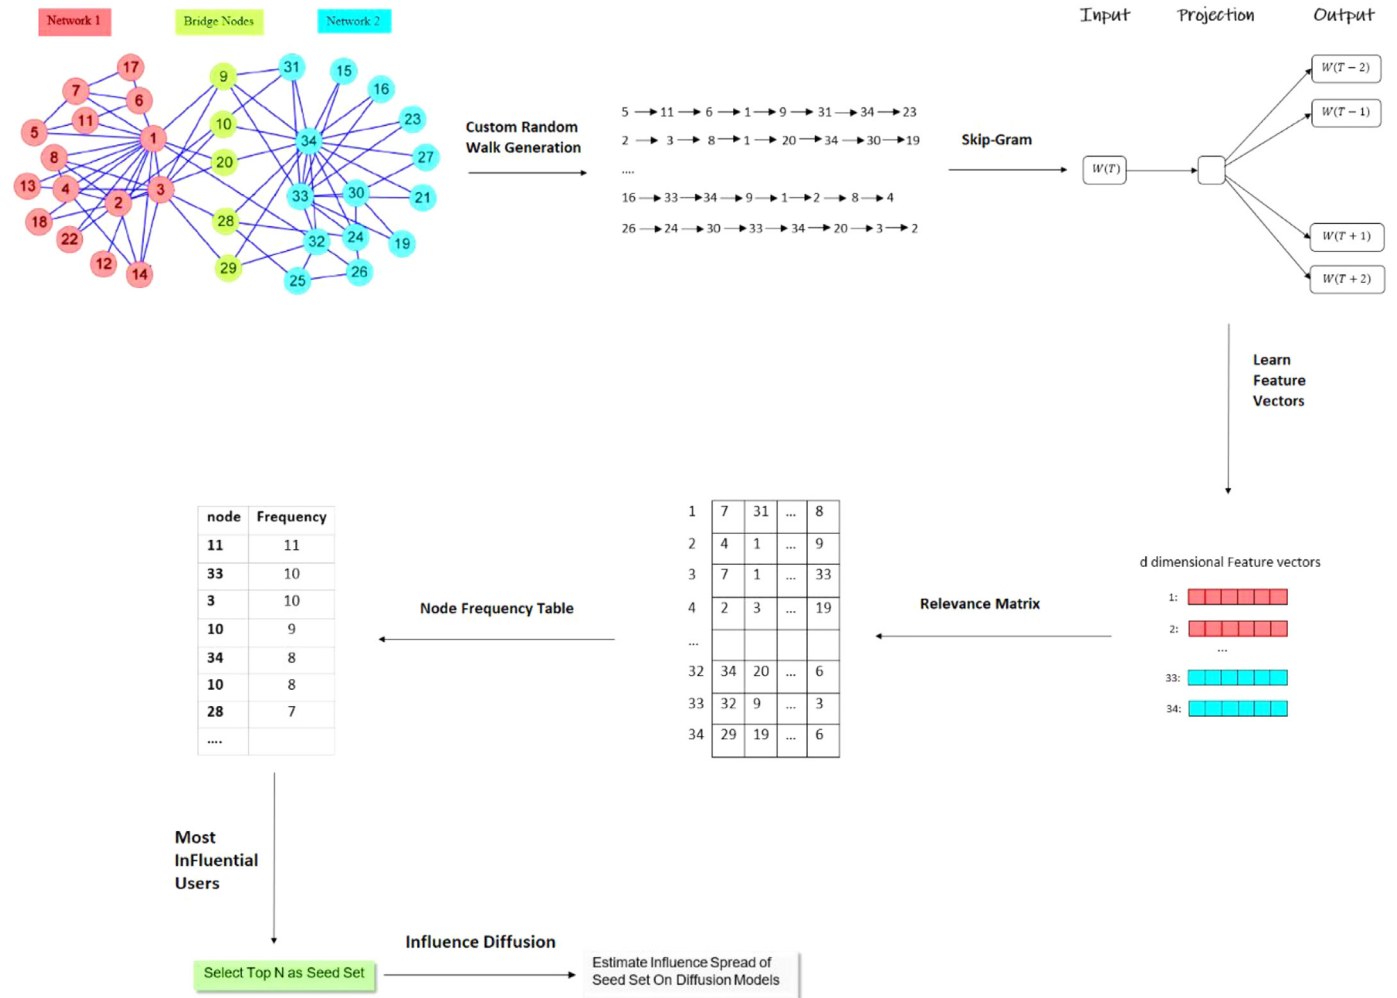 Network 1
Bridge Nodes
Network 2
17
7
6
11
5
1
8
13
4
3
2
18
22
12
14
9
10
20
28
29
31
15
16
23
34
27
33
30
21
32
24
19
25
26
Custom Random
Walk Generation
5 11 6 1 9 31 34 23
2 3 8 1 20 34 30 19
....
16 33 34 9 1 2 8 4
26 24 30 33 34 20 3 2
Skip-Gram
Input Projection Output
W(T)
W(T − 2)
W(T − 1)
W(T + 1)
W(T + 2)
Learn
Feature
Vectors
d dimensional Feature vectors
1:
2:
...
33:
34:
Relevance Matrix
1 7 31 ... 8
2 4 1 ... 9
3 7 1 ... 33
4 2 3 ... 19
...
32 34 20 ... 6
33 32 9 ... 3
34 29 19 ... 6
Node Frequency Table
node Frequency
11 11
33 10
3 10
10 9
34 8
10 8
28 7
....
Most
InFluential
Users
Select Top N as Seed Set
Influence Diffusion
Estimate Influence Spread of
Seed Set On Diffusion Models